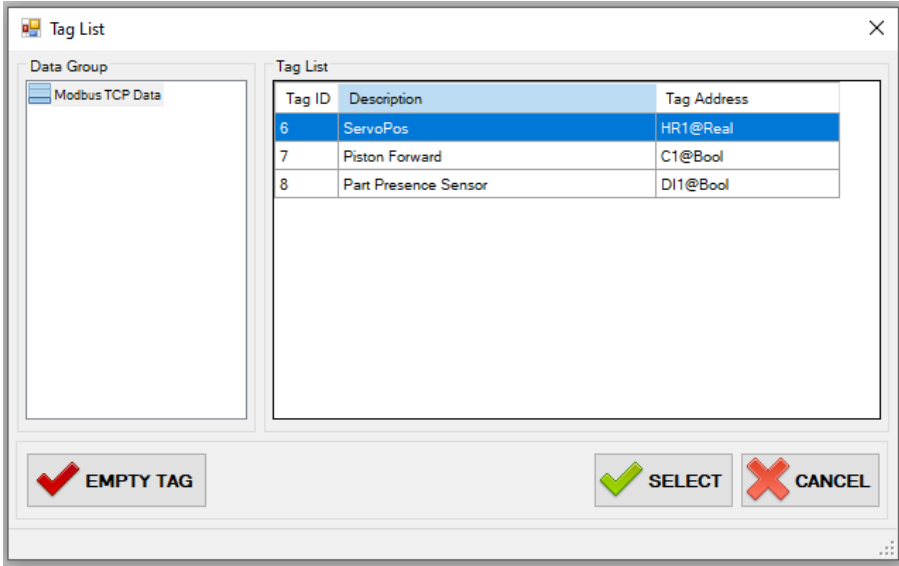 Tag List
Data Group
Tag List
Modbus TCP Data
Tag ID Description Tag Address
6 ServoPos HR1@Real
7 Piston Forward C1@Bool
8 Part Presence Sensor DI1@Bool
EMPTY TAG SELECT CANCEL